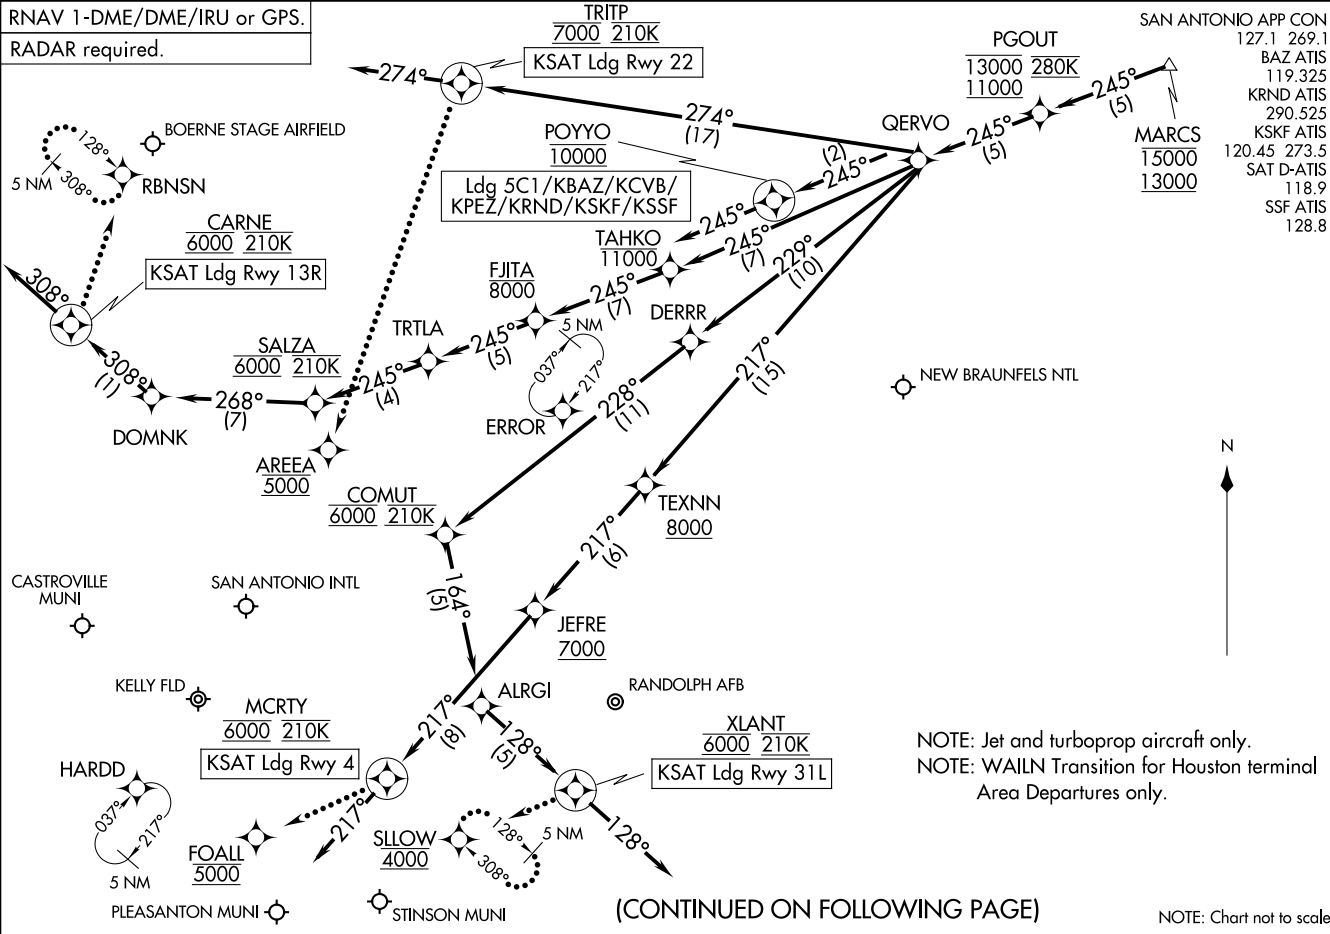 RNAV 1-DME/DME/IRU or GPS.
RADAR required.
TRITP
7000 210K
KSAT Ldg Rwy 22
274°
PGOUT
13000 280K
11000
SAN ANTONIO APP CON
127.1 269.1
BAZ ATIS
119.325
KRND ATIS
290.525
KSKF ATIS
120.45 273.5
SAT D-ATIS
118.9
SSF ATIS
128.8
245°
(5)
MARCS
15000
13000
245°
(5)
QERVO
274°
(17)
POYYO
10000
Ldg 5C1/KBAZ/KCVB/
KPEZ/KRND/KSKF/KSSF
(2)
245°
245°
BOERNE STAGE AIRFIELD
128°
308°
5 NM
RBNSN
CARNE
6000 210K
KSAT Ldg Rwy 13R
308°
TAHKO
11000
245°
(7)
229°
(10)
FJITA
8000
245°
(7)
DERRR
217°
(15)
TRTLA
245°
(5)
5 NM
037°
217°
ERROR
SALZA
6000 210K
245°
(4)
308°
(1)
268°
(7)
DOMNK
228°
(11)
NEW BRAUNFELS NTL
N
AREEA
5000
COMUT
6000 210K
TEXNN
8000
217°
(6)
CASTROVILLE
MUNI
SAN ANTONIO INTL
164°
(5)
JEFRE
7000
KELLY FLD
MCRTY
6000 210K
KSAT Ldg Rwy 4
217°
(8)
ALRGI
RANDOLPH AFB
128°
(5)
XLANT
6000 210K
KSAT Ldg Rwy 31L
NOTE: Jet and turboprop aircraft only.
NOTE: WAILN Transition for Houston terminal
Area Departures only.
HARDD
037°
217°
5 NM
FOALL
5000
217°
SLLOW
4000
128°
308°
5 NM
128°
PLEASANTON MUNI
STINSON MUNI
(CONTINUED ON FOLLOWING PAGE)
NOTE: Chart not to scale